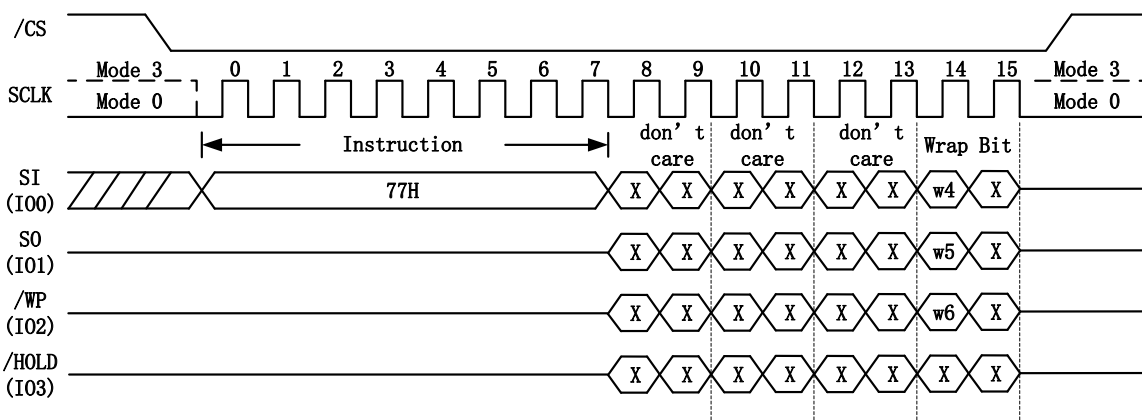 /CS
Mode 3 0 1 2 3 4 5 6 7 8 9 10 11 12 13 14 15 Mode 3
SCLK
Mode 0 Mode 0
Instruction don't care don't care don't care Wrap Bit
SI
(IO0)
77H X X X X X X w4 X
SO
(IO1)
X X X X X X w5 X
/WP
(IO2)
X X X X X X w6 X
/HOLD
(IO3)
X X X X X X X X